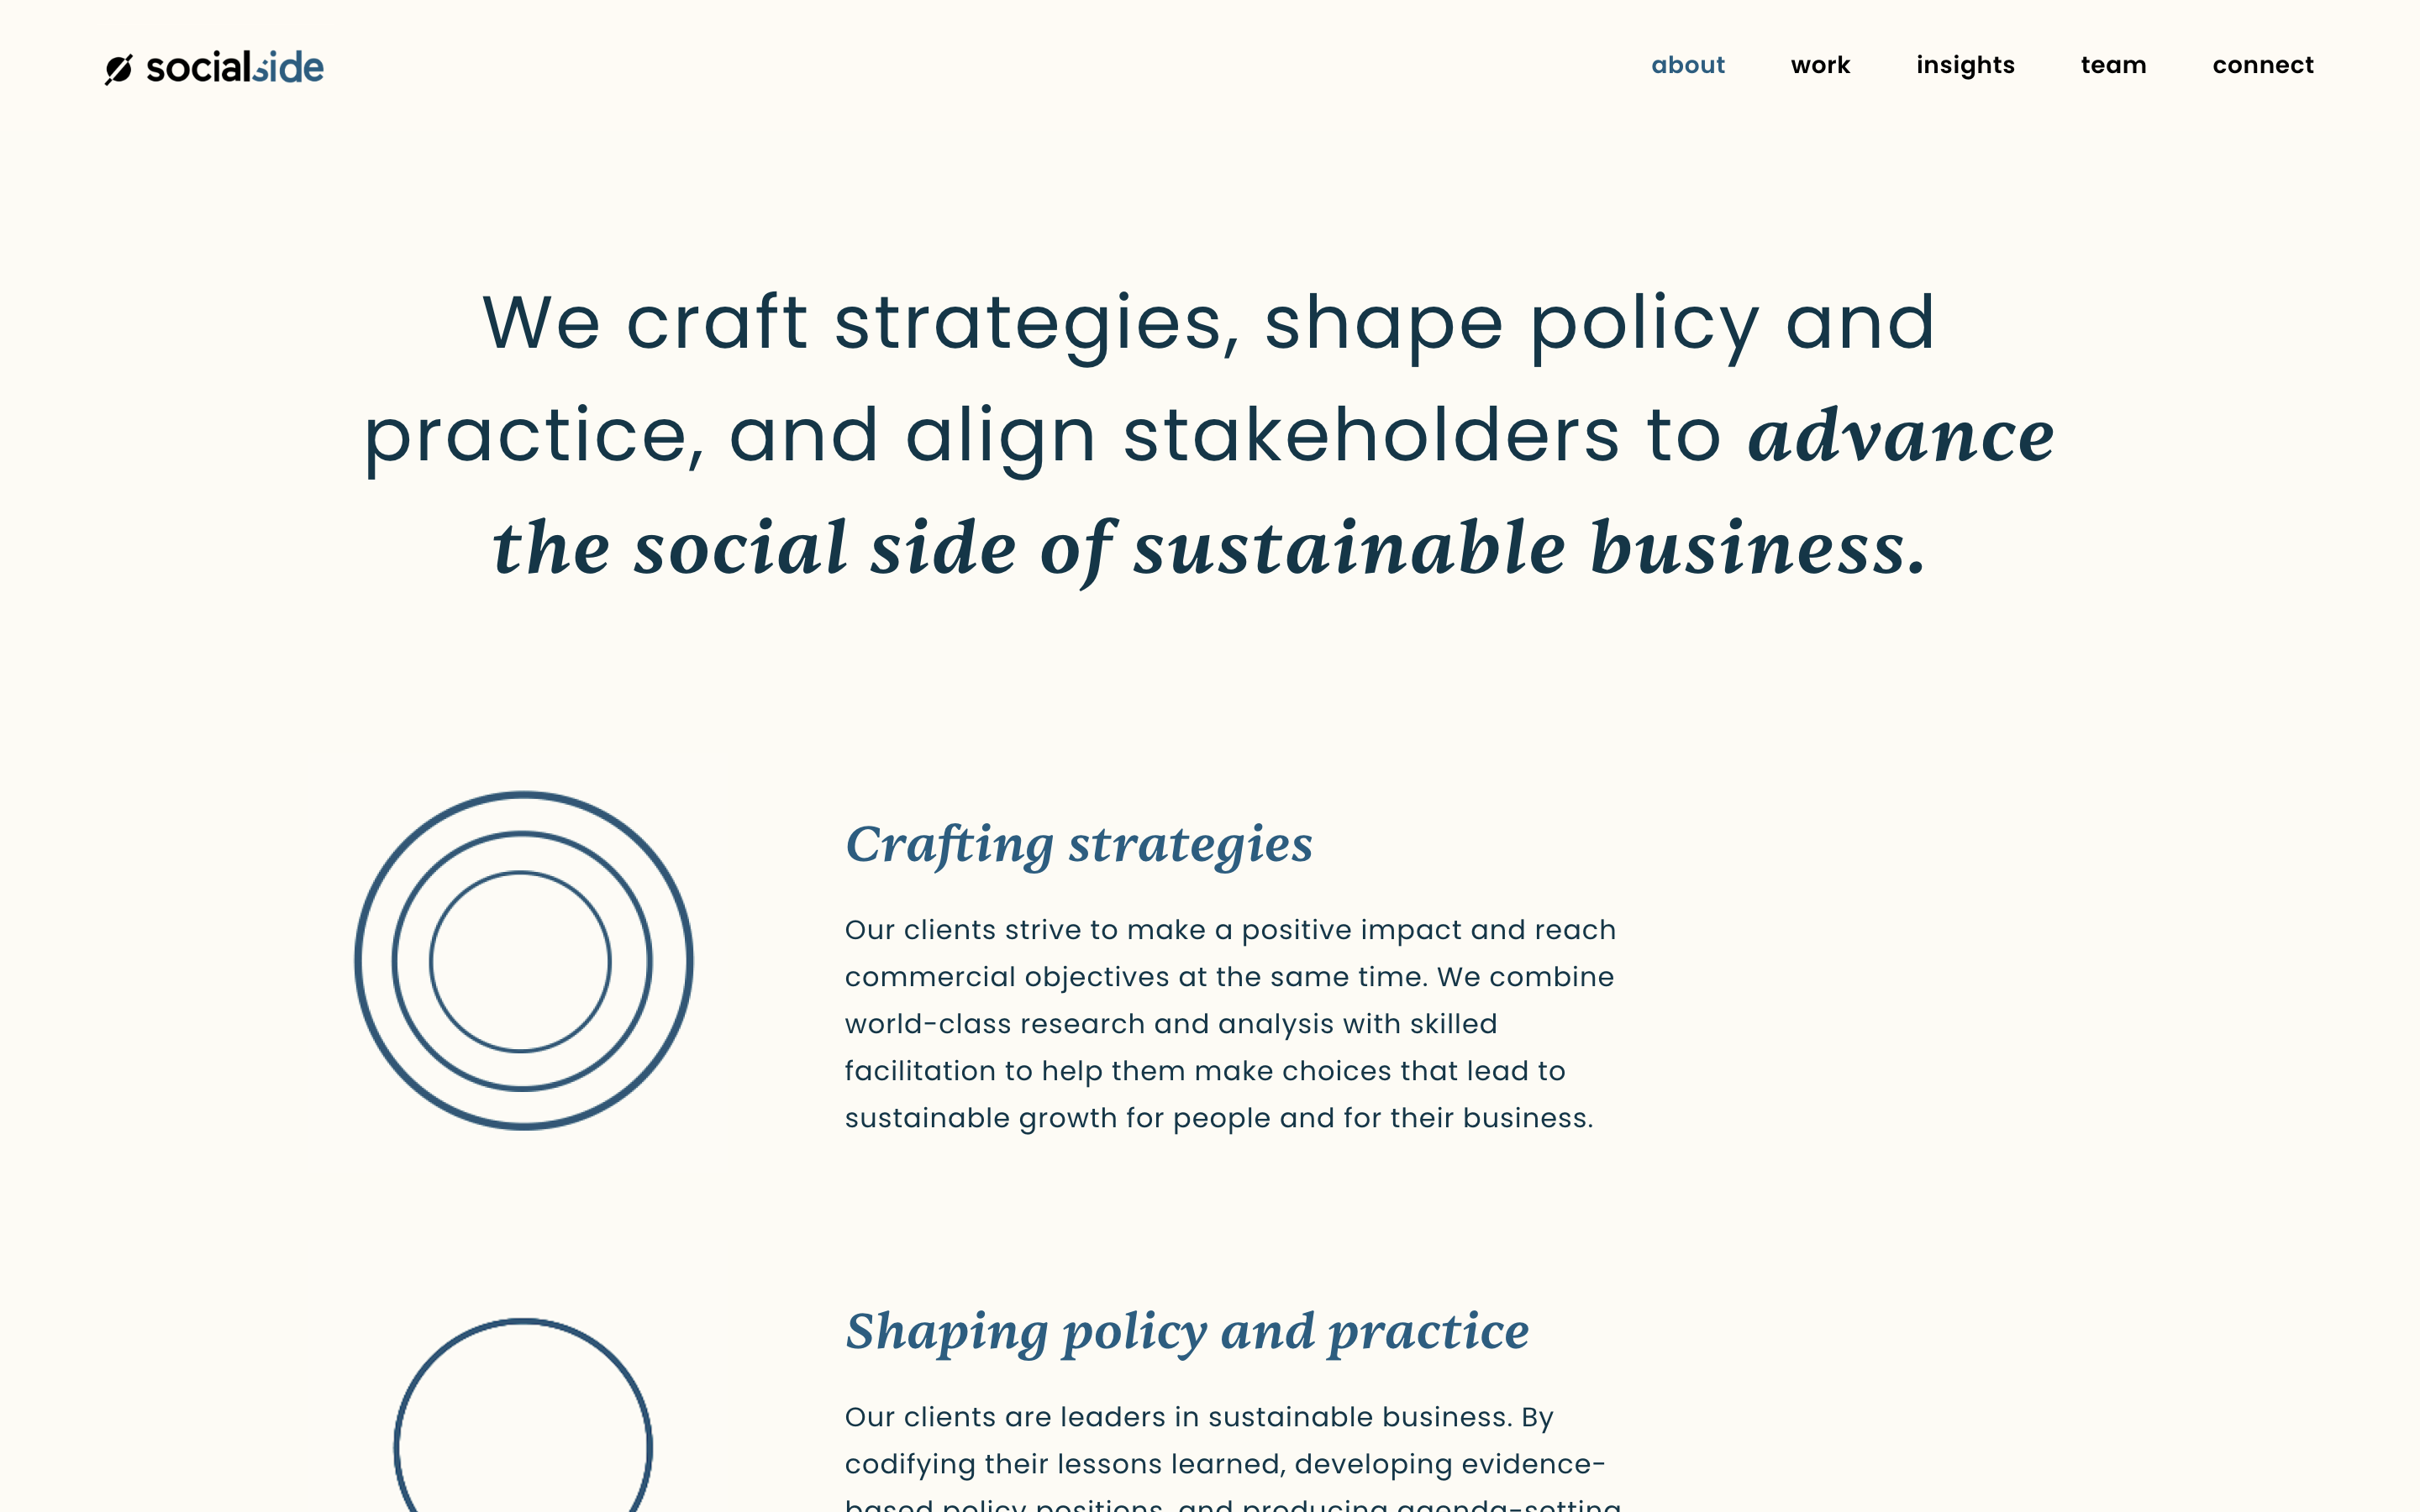 socialside
about work insights team connect
We craft strategies, shape policy and
practice, and align stakeholders to advance
the social side of sustainable business.
Crafting strategies
Our clients strive to make a positive impact and reach
commercial objectives at the same time. We combine
world-class research and analysis with skilled
facilitation to help them make choices that lead to
sustainable growth for people and for their business.
Shaping policy and practice
Our clients are leaders in sustainable business. By
codifying their lessons learned, developing evidence-
based policy positions, and producing agenda-setting